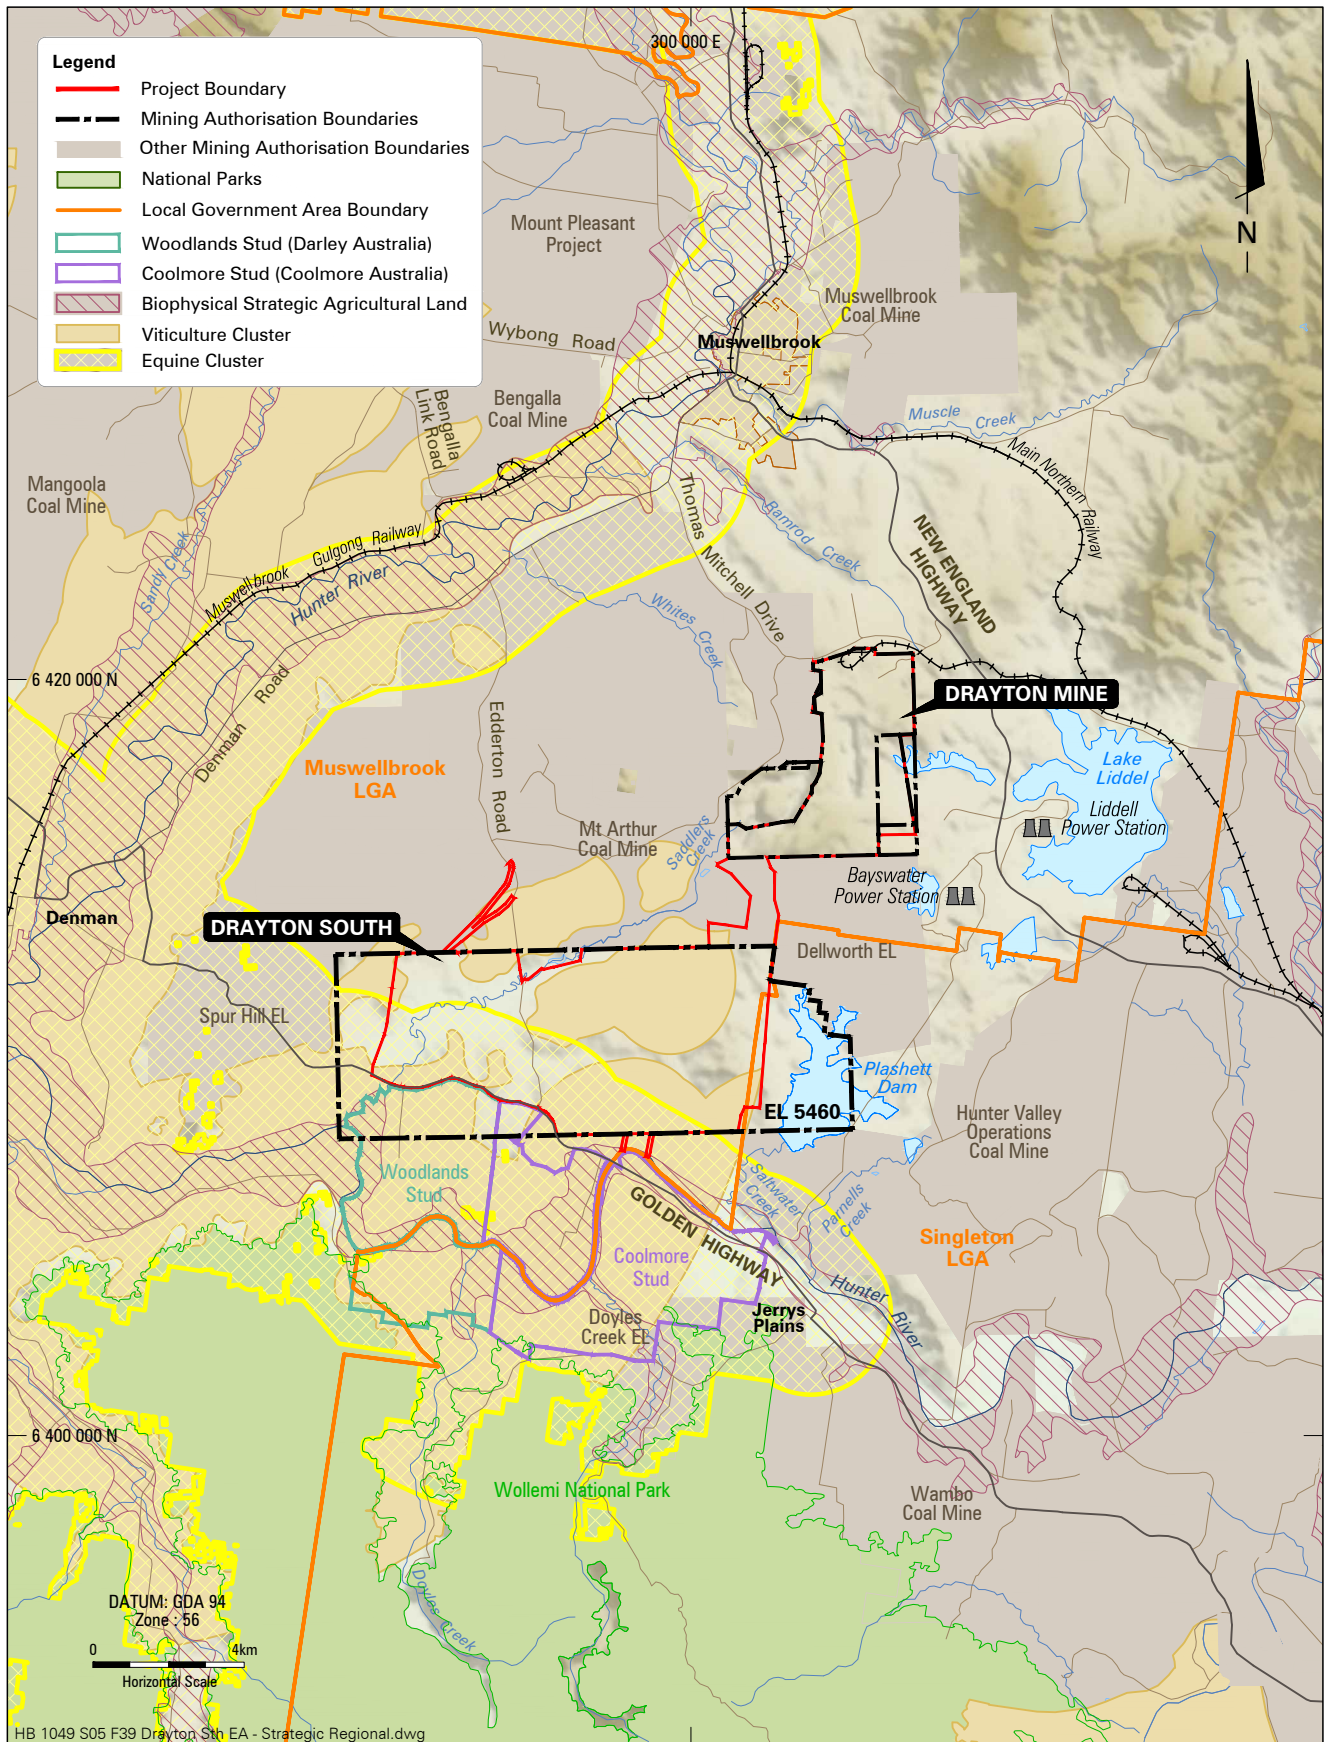 Legend
Project Boundary
Mining Authorisation Boundaries
Other Mining Authorisation Boundaries
National Parks
Local Government Area Boundary
Woodlands Stud (Darley Australia)
Coolmore Stud (Coolmore Australia)
Biophysical Strategic Agricultural Land
Viticulture Cluster
Equine Cluster
300 000 E
N
Mount Pleasant
Project
Muswellbrook
Coal Mine
Wybong Road
Muswellbrook
Bengalla
Link Road
Bengalla
Coal Mine
Muscle Creek
Main Northern Railway
Mangoola
Coal Mine
Thomas Mitchell Drive
Ramrod Creek
NEW ENGLAND
HIGHWAY
Sandy Creek
Muswellbrook Gulgong Railway
Hunter River
Whites Creek
6 420 000 N
Denman Road
Edderton Road
DRAYTON MINE
Muswellbrook
LGA
Lake
Liddel
Liddell
Power Station
Mt Arthur
Coal Mine
Saddlers
Creek
Bayswater
Power Station
Denman
DRAYTON SOUTH
Dellworth EL
Spur Hill EL
Plashett
Dam
EL 5460
Hunter Valley
Operations
Coal Mine
Woodlands
Stud
Saltwater
Creek
Parnells
Creek
GOLDEN HIGHWAY
Singleton
LGA
Coolmore
Stud
Hunter River
Doyles
Creek EL
Jerrys
Plains
6 400 000 N
Wollemi National Park
Wambo
Coal Mine
Doyles Creek
DATUM: GDA 94
Zone : 56
0 4km
Horizontal Scale
HB 1049 S05 F39 Drayton Sth EA - Strategic Regional.dwg